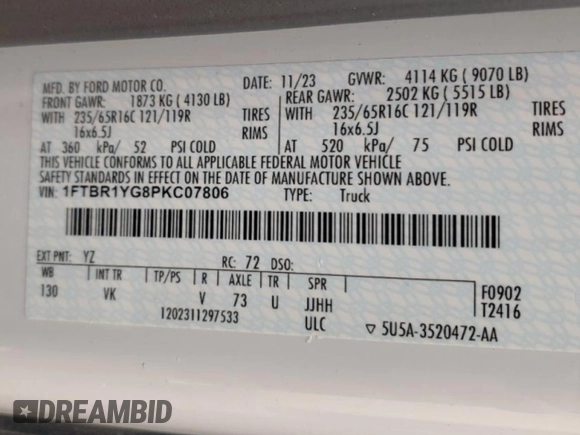 MFD. BY FORD MOTOR CO.
DATE: 11/23 GVWR: 4114 KG ( 9070 LB)
FRONT GAWR: 1873 KG ( 4130 LB)
REAR GAWR: 2502 KG ( 5515 LB)
WITH 235/65R16C 121/119R TIRES
WITH 235/65R16C 121/119R TIRES
16x6.5J RIMS
16x6.5J RIMS
AT 360 kPa/ 52 PSI COLD
AT 520 kPa/ 75 PSI COLD
THIS VEHICLE CONFORMS TO ALL APPLICABLE FEDERAL MOTOR VEHICLE
SAFETY STANDARDS IN EFFECT ON THE DATE OF MANUFACTURE SHOWN ABOVE.
VIN: 1FTBR1YG8PKC07806
TYPE: Truck
EXT PNT: YZ RC: 72 DSO:
WB INT TR TP/PS R AXLE TR SPR
130 VK V 73 U JJHH
ULC
F0902
T2416
1202311297533
▽ 5U5A-3520472-AA
DREAMBID